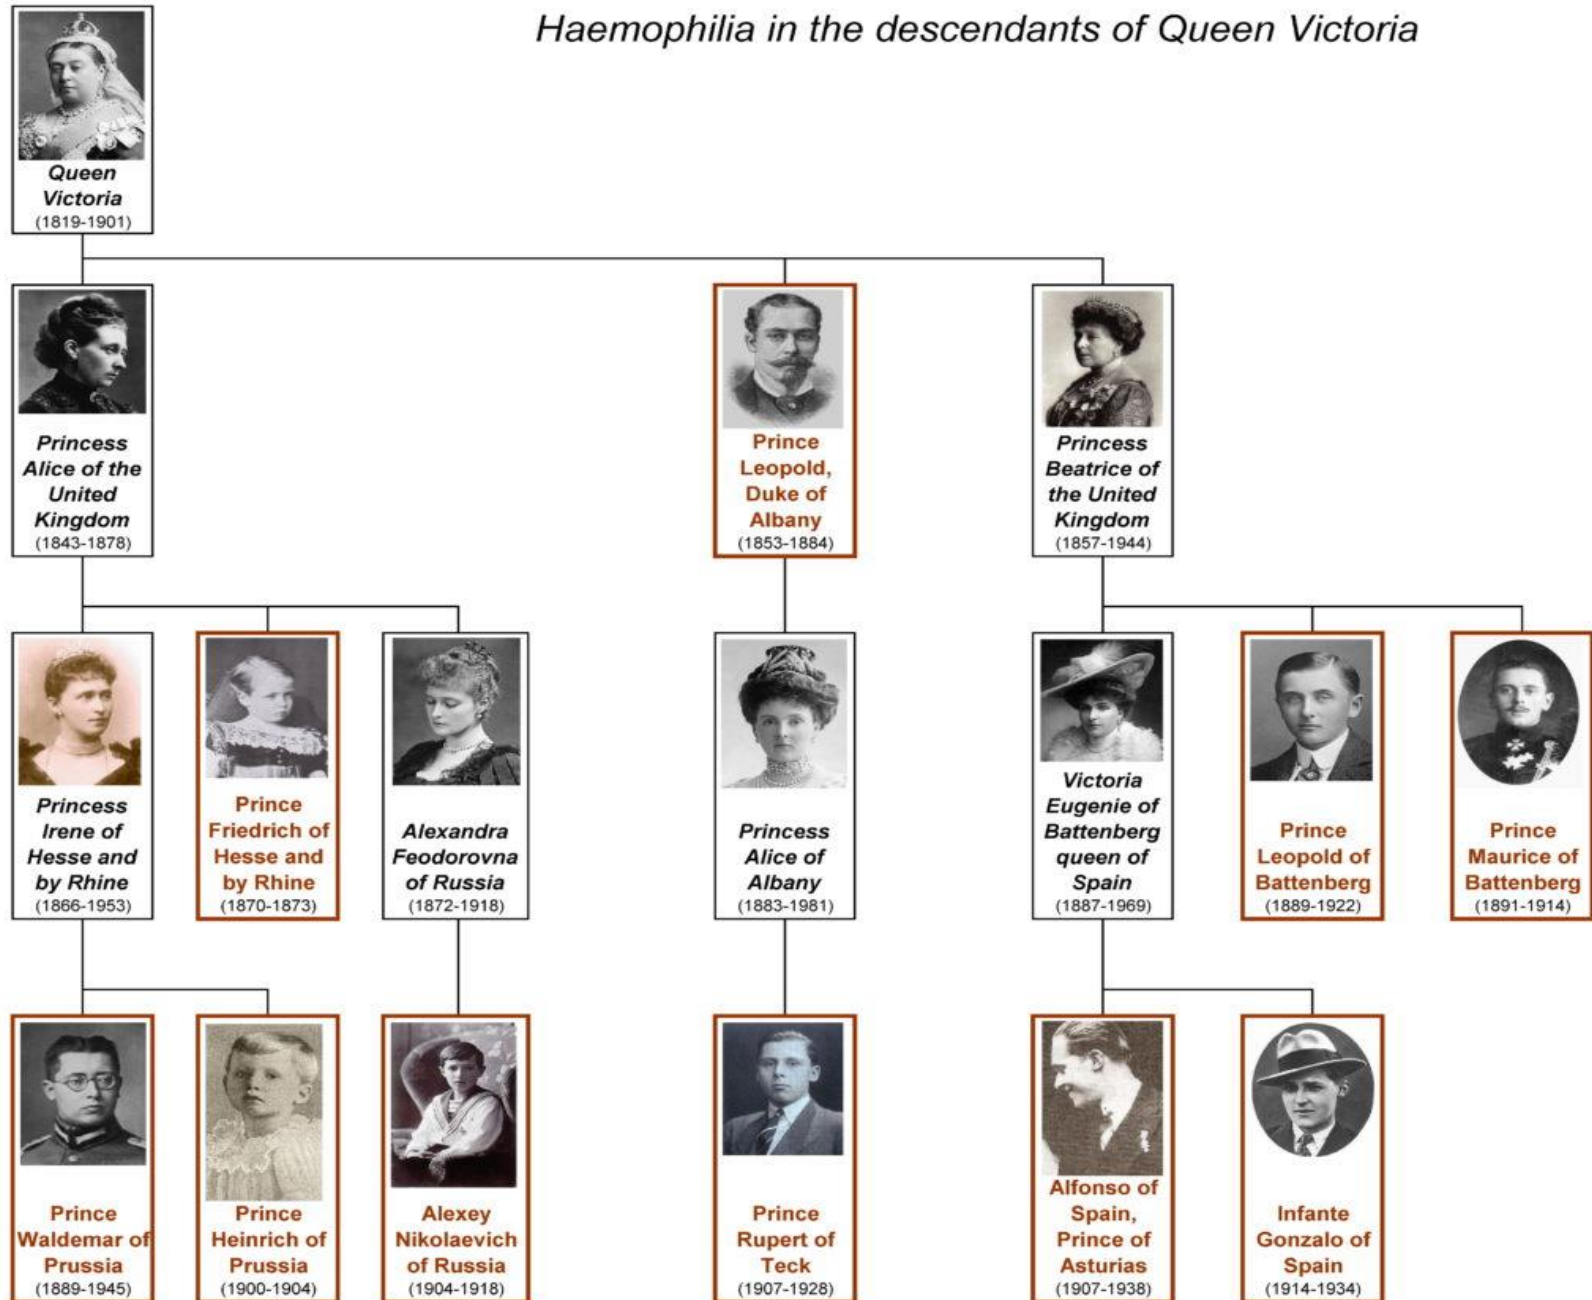 Haemophilia in the descendants of Queen Victoria
Queen
Victoria
(1819-1901)
Princess
Alice of the
United
Kingdom
(1843-1878)
Prince
Leopold,
Duke of
Albany
(1853-1884)
Princess
Beatrice of
the United
Kingdom
(1857-1944)
Princess
Irene of
Hesse and
by Rhine
(1866-1953)
Prince
Friedrich of
Hesse and
by Rhine
(1870-1873)
Alexandra
Feodorovna
of Russia
(1872-1918)
Princess
Alice of
Albany
(1883-1981)
Victoria
Eugenie of
Battenberg
queen of
Spain
(1887-1969)
Prince
Leopold of
Battenberg
(1889-1922)
Prince
Maurice of
Battenberg
(1891-1914)
Prince
Waldemar of
Prussia
(1889-1945)
Prince
Heinrich of
Prussia
(1900-1904)
Alexey
Nikolaevich
of Russia
(1904-1918)
Prince
Rupert of
Teck
(1907-1928)
Alfonso of
Spain,
Prince of
Asturias
(1907-1938)
Infante
Gonzalo of
Spain
(1914-1934)